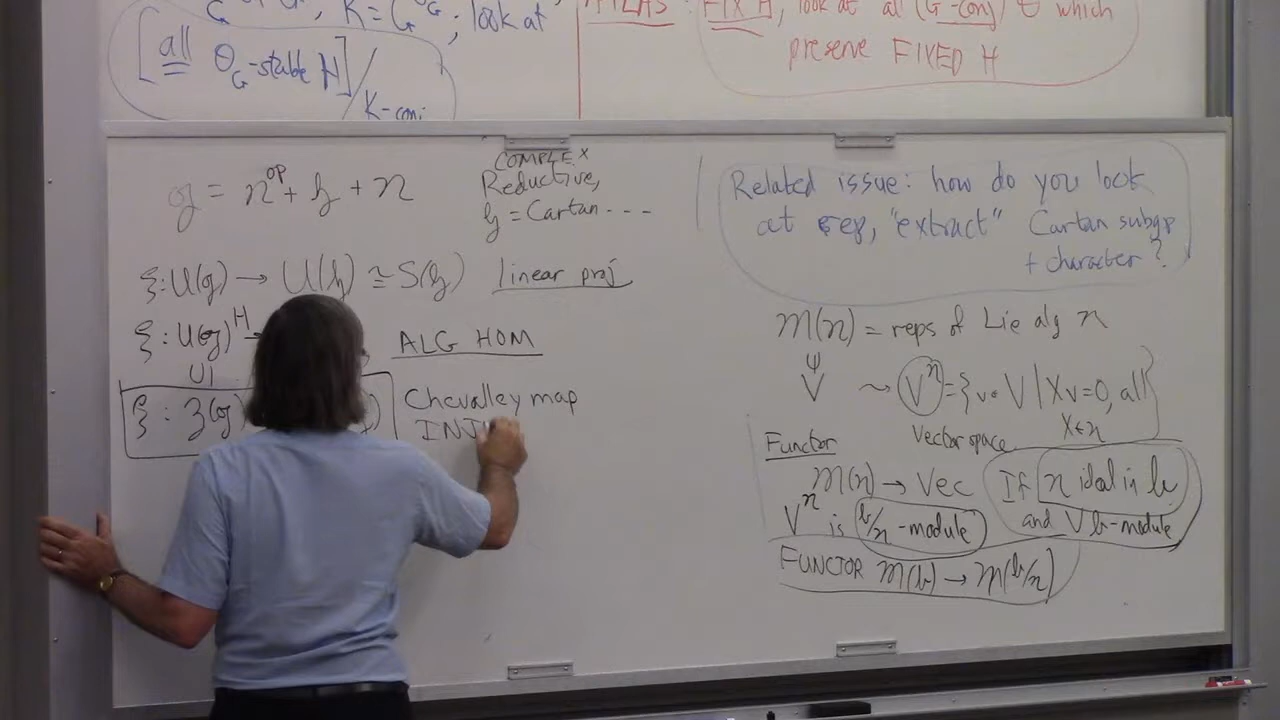 K = G^θG ; look at
[all θ_G-stable H]/K-conj
FIX H, look at all (G-conj) θ which
preserve FIXED H
𝔤 = 𝔫^op + 𝔥 + 𝔫
COMPLEX
Reductive,
𝔥 = Cartan ---
ξ: U(𝔤) → U(𝔥) ≅ S(𝔥) linear proj
ξ: U(𝔤)^H → ALG HOM
UI
ξ: 𝔷(𝔤) Chevalley map
INJ
Related issue: how do you look
at rep, "extract" Cartan subgp
+ character?
M(𝔫) = reps of Lie alg 𝔫
Ψ
V ~> V^𝔫 = {v∈V | Xv=0, all
X∈𝔫}
Vector space
Functor
M(𝔫) → Vec
If 𝔫 ideal in 𝔟
and V 𝔟-module
V^𝔫 is 𝔟/𝔫-module
FUNCTOR M(𝔟) → M(𝔟/𝔫)